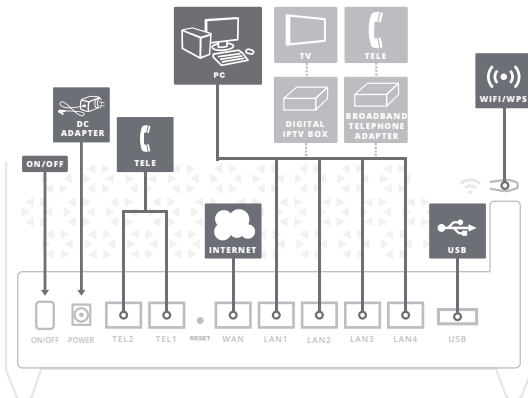 PC
TV
TELE
DIGITAL
IPTV BOX
BROADBAND
TELEPHONE
ADAPTER
WIFI/WPS
DC
ADAPTER
TELE
ON/OFF
INTERNET
USB
ON/OFF
POWER
TEL2
TEL1
RESET
WAN
LAN1
LAN2
LAN3
LAN4
USB